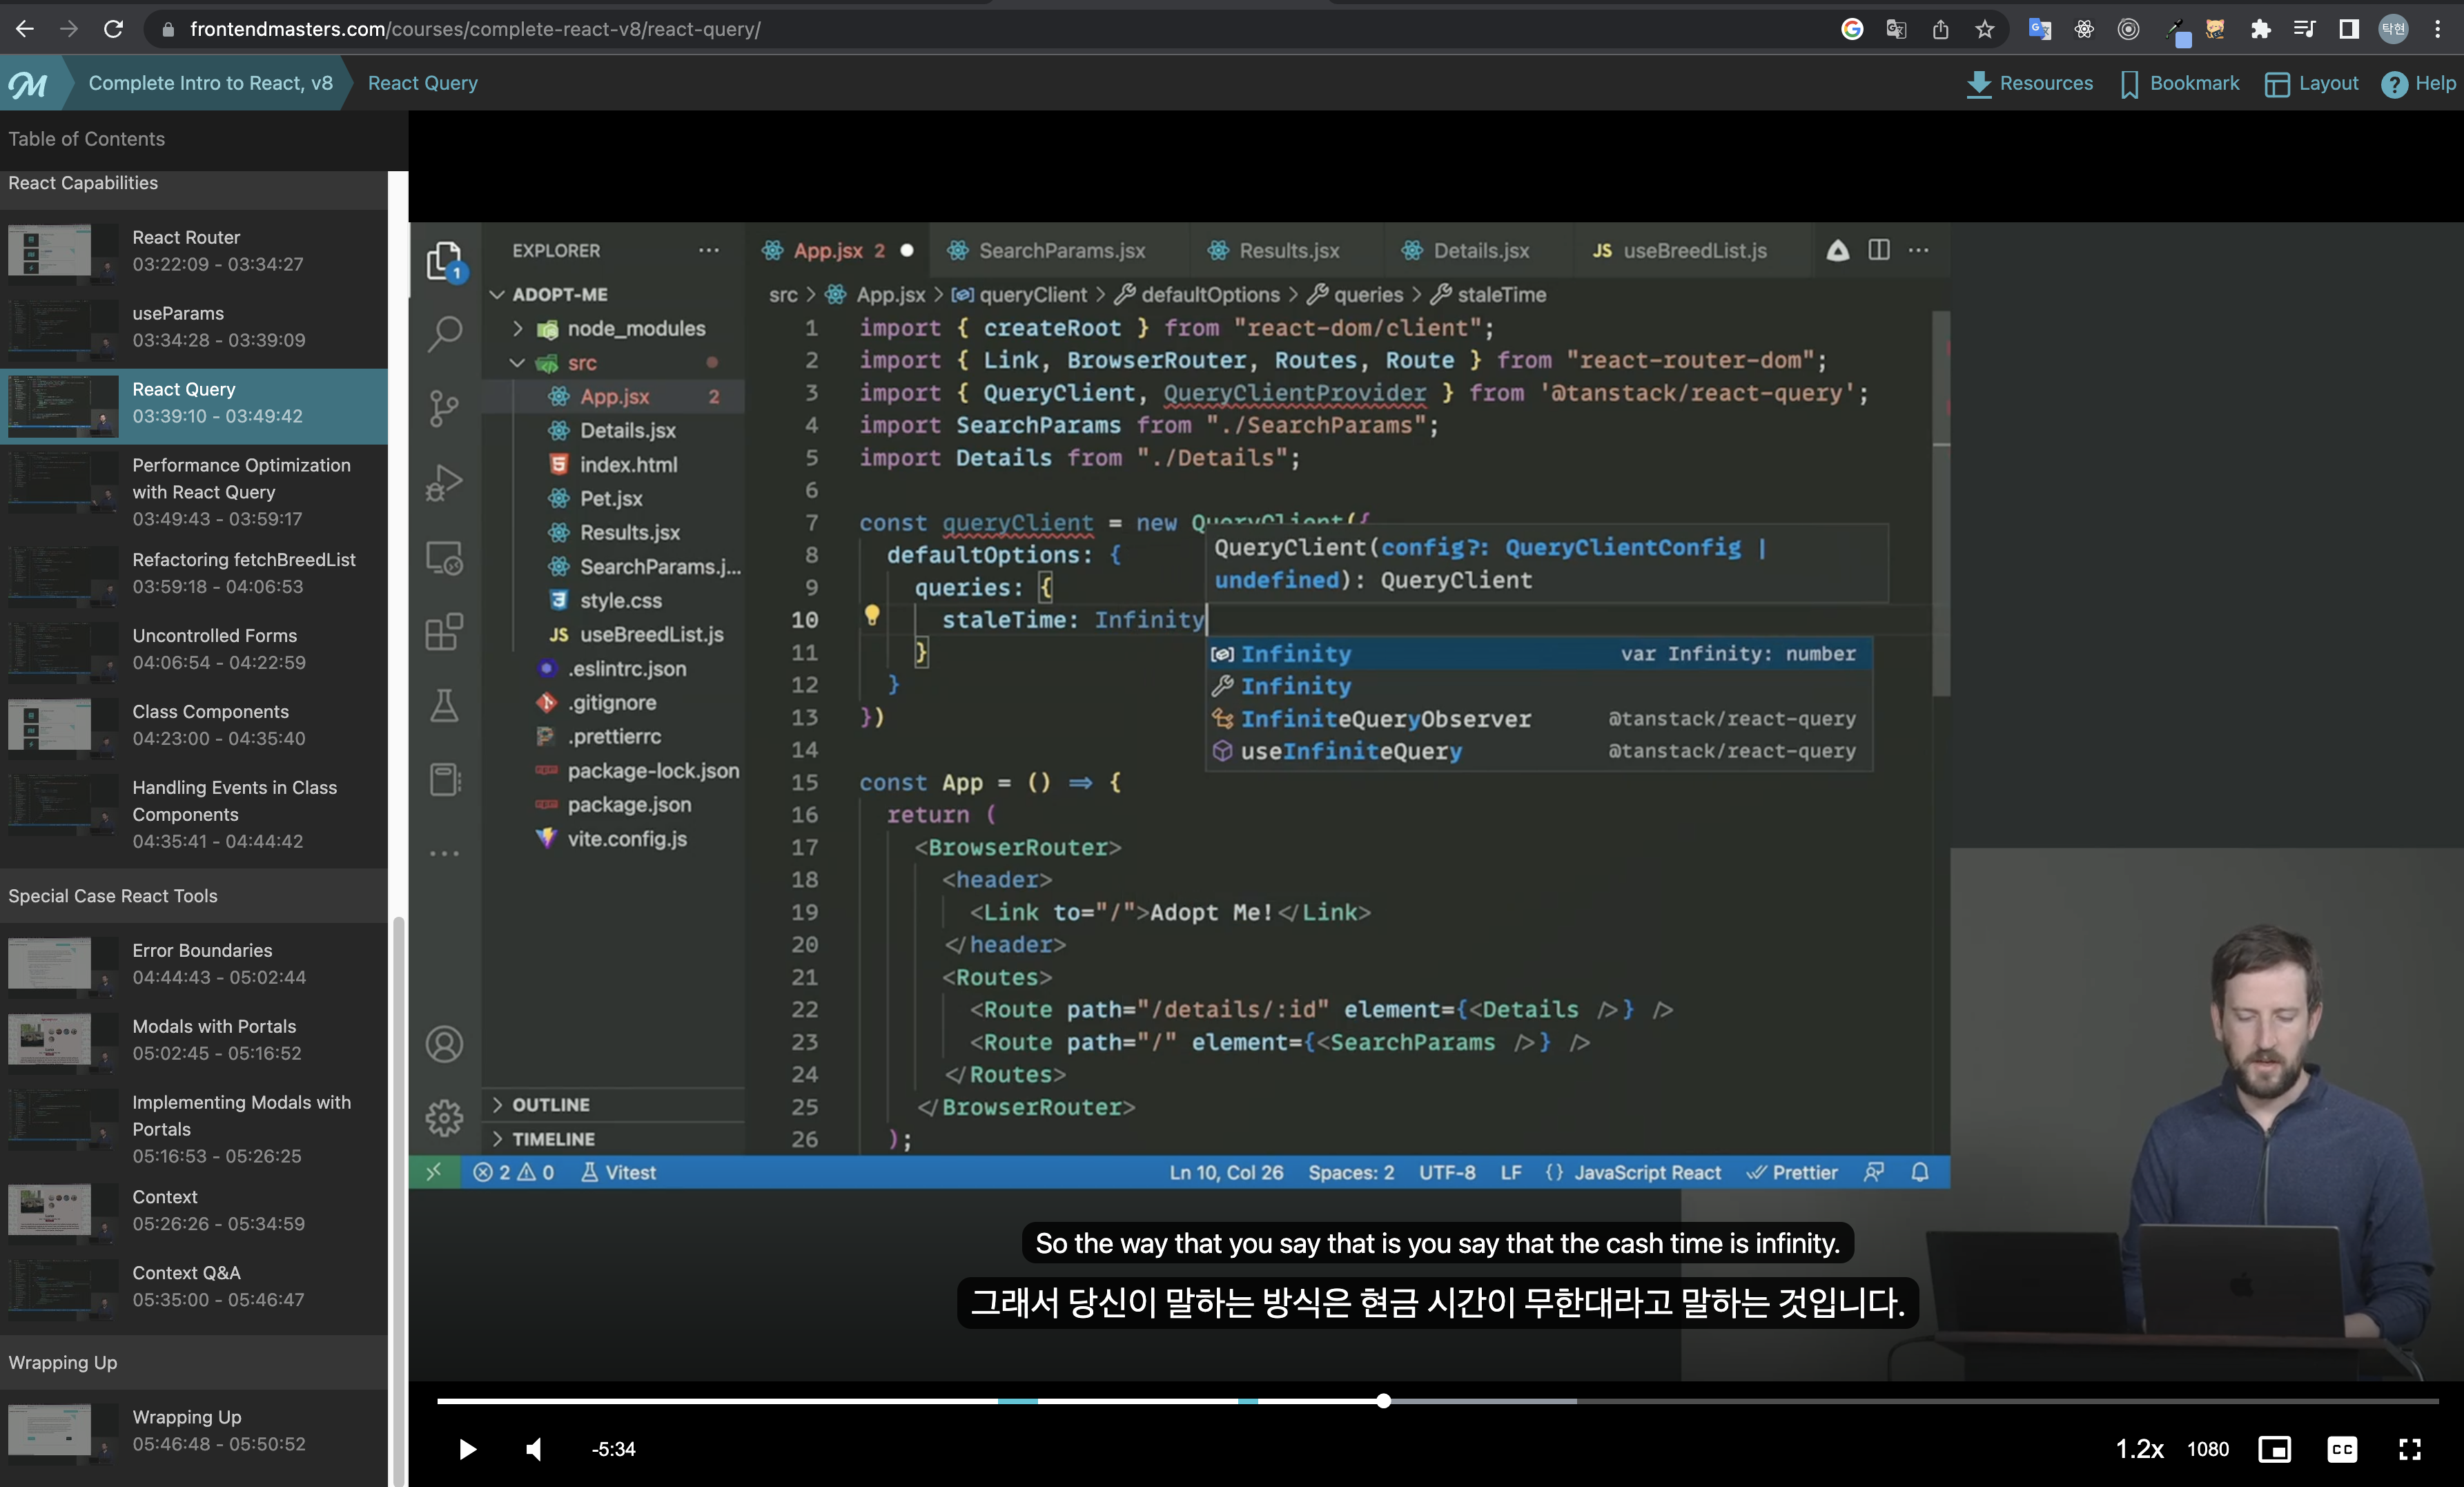 frontendmasters.com/courses/complete-react-v8/react-query/
탁현
Complete Intro to React, v8
React Query
Resources
Bookmark
Layout
Help
Table of Contents
React Capabilities
React Router
03:22:09 - 03:34:27
useParams
03:34:28 - 03:39:09
React Query
03:39:10 - 03:49:42
Performance Optimization
with React Query
03:49:43 - 03:59:17
Refactoring fetchBreedList
03:59:18 - 04:06:53
Uncontrolled Forms
04:06:54 - 04:22:59
Class Components
04:23:00 - 04:35:40
Handling Events in Class
Components
04:35:41 - 04:44:42
Special Case React Tools
Error Boundaries
04:44:43 - 05:02:44
Modals with Portals
05:02:45 - 05:16:52
Implementing Modals with
Portals
05:16:53 - 05:26:25
Context
05:26:26 - 05:34:59
Context Q&A
05:35:00 - 05:46:47
Wrapping Up
Wrapping Up
05:46:48 - 05:50:52
1
EXPLORER
ADOPT-ME
node_modules
src
App.jsx 2
Details.jsx
index.html
Pet.jsx
Results.jsx
SearchParams.j...
style.css
JS useBreedList.js
.eslintrc.json
.gitignore
.prettierrc
package-lock.json
package.json
vite.config.js
OUTLINE
TIMELINE
App.jsx 2
SearchParams.jsx
Results.jsx
Details.jsx
JS useBreedList.js
src > App.jsx > queryClient > defaultOptions > queries > staleTime
1 import { createRoot } from "react-dom/client";
2 import { Link, BrowserRouter, Routes, Route } from "react-router-dom";
3 import { QueryClient, QueryClientProvider } from '@tanstack/react-query';
4 import SearchParams from "./SearchParams";
5 import Details from "./Details";
6
7 const queryClient = new QueryClient({
8 defaultOptions: {
9 queries: {
10 staleTime: Infinity
11 }
12 }
13 })
14
15 const App = () => {
16 return (
17 <BrowserRouter>
18 <header>
19 <Link to="/">Adopt Me!</Link>
20 </header>
21 <Routes>
22 <Route path="/details/:id" element={<Details />} />
23 <Route path="/" element={<SearchParams />} />
24 </Routes>
25 </BrowserRouter>
26 );
QueryClient(config?: QueryClientConfig |
undefined): QueryClient
Infinity var Infinity: number
Infinity
InfiniteQueryObserver @tanstack/react-query
useInfiniteQuery @tanstack/react-query
2 0 Vitest
Ln 10, Col 26 Spaces: 2 UTF-8 LF {} JavaScript React Prettier
So the way that you say that is you say that the cash time is infinity.
그래서 당신이 말하는 방식은 현금 시간이 무한대라고 말하는 것입니다.
-5:34
1.2x
1080
CC